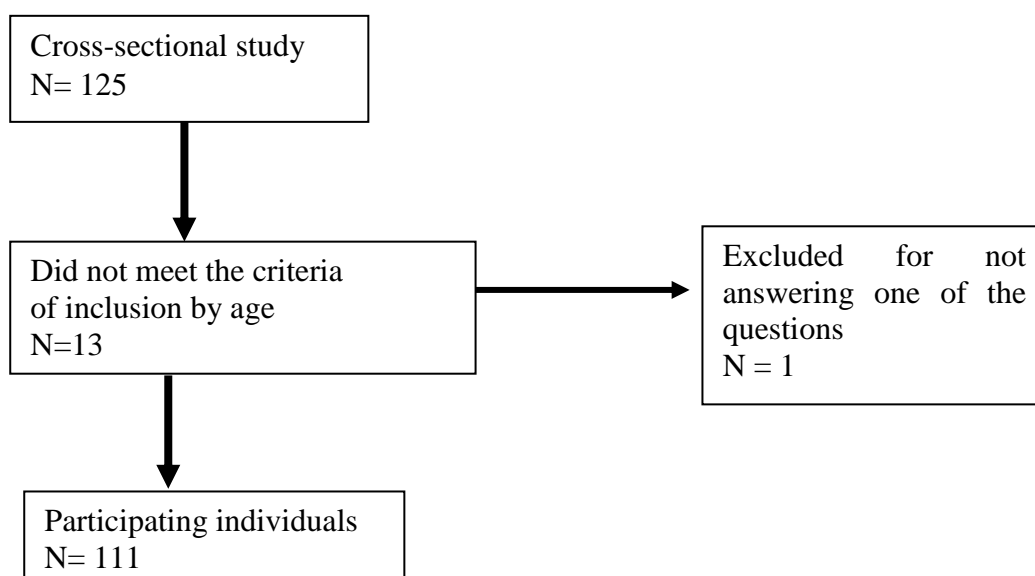 Cross-sectional study
N= 125
Did not meet the criteria
of inclusion by age
N=13
Excluded for not
answering one of the
questions
N = 1
Participating individuals
N= 111